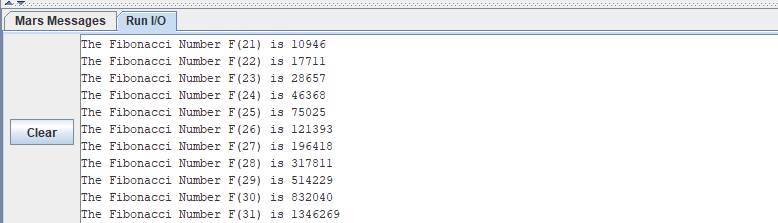 Mars Messages Run I/O
The Fibonacci Number F(21) is 10946
The Fibonacci Number F(22) is 17711
The Fibonacci Number F(23) is 28657
The Fibonacci Number F(24) is 46368
The Fibonacci Number F(25) is 75025
Clear
The Fibonacci Number F(26) is 121393
The Fibonacci Number F(27) is 196418
The Fibonacci Number F(28) is 317811
The Fibonacci Number F(29) is 514229
The Fibonacci Number F(30) is 832040
The Fibonacci Number F(31) is 1346269